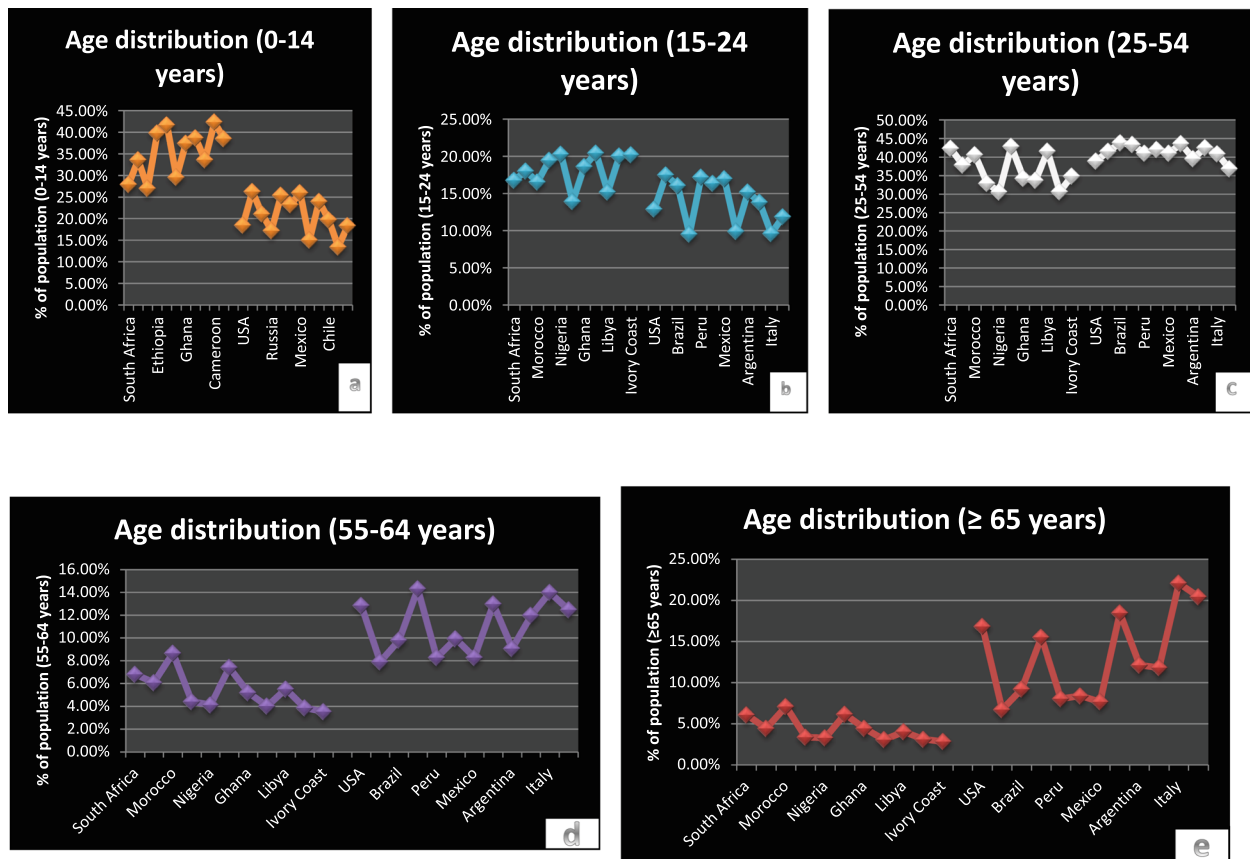 Age distribution (0-14
years)
% of population (0-14 years)
45.00%
40.00%
35.00%
30.00%
25.00%
20.00%
15.00%
10.00%
5.00%
0.00%
South Africa
Ethiopia
Ghana
Cameroon
USA
Russia
Mexico
Chile
a
Age distribution (15-24
years)
% of population (15-24 years)
25.00%
20.00%
15.00%
10.00%
5.00%
0.00%
South Africa
Morocco
Nigeria
Ghana
Libya
Ivory Coast
USA
Brazil
Peru
Mexico
Argentina
Italy
b
Age distribution (25-54
years)
% of population (25-54 years)
50.00%
45.00%
40.00%
35.00%
30.00%
25.00%
20.00%
15.00%
10.00%
5.00%
0.00%
South Africa
Morocco
Nigeria
Ghana
Libya
Ivory Coast
USA
Brazil
Peru
Mexico
Argentina
Italy
c
Age distribution (55-64 years)
% of population (55-64 years)
16.00%
14.00%
12.00%
10.00%
8.00%
6.00%
4.00%
2.00%
0.00%
South Africa
Morocco
Nigeria
Ghana
Libya
Ivory Coast
USA
Brazil
Peru
Mexico
Argentina
Italy
d
Age distribution (≥ 65 years)
% of population (≥65 years)
25.00%
20.00%
15.00%
10.00%
5.00%
0.00%
South Africa
Morocco
Nigeria
Ghana
Libya
Ivory Coast
USA
Brazil
Peru
Mexico
Argentina
Italy
e